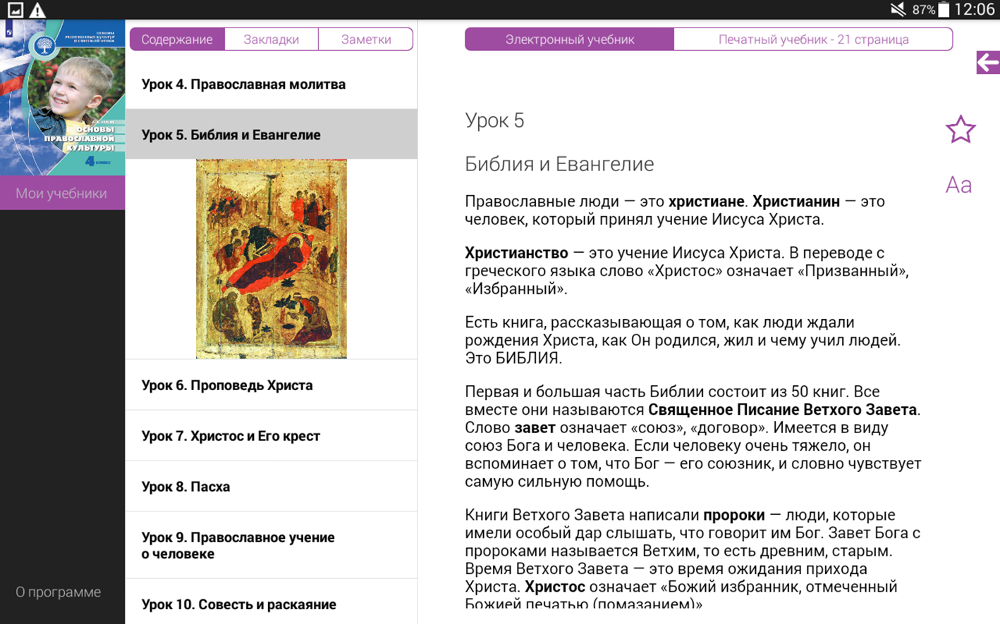 87% 12:06
ОСНОВЫ
РЕЛИГИОЗНЫХ КУЛЬТУР
И СВЕТСКОЙ ЭТИКИ
ОСНОВЫ
ПРАВОСЛАВНОЙ
КУЛЬТУРЫ
4 класс
Мои учебники
О программе
Содержание Закладки Заметки
Урок 4. Православная молитва
Урок 5. Библия и Евангелие
Урок 6. Проповедь Христа
Урок 7. Христос и Его крест
Урок 8. Пасха
Урок 9. Православное учение
о человеке
Урок 10. Совесть и раскаяние
Электронный учебник Печатный учебник - 21 страница
Урок 5
Библия и Евангелие
Аа
Православные люди — это христиане. Христианин — это
человек, который принял учение Иисуса Христа.
Христианство — это учение Иисуса Христа. В переводе с
греческого языка слово «Христос» означает «Призванный»,
«Избранный».
Есть книга, рассказывающая о том, как люди ждали
рождения Христа, как Он родился, жил и чему учил людей.
Это БИБЛИЯ.
Первая и большая часть Библии состоит из 50 книг. Все
вместе они называются Священное Писание Ветхого Завета.
Слово завет означает «союз», «договор». Имеется в виду
союз Бога и человека. Если человеку очень тяжело, он
вспоминает о том, что Бог — его союзник, и словно чувствует
самую сильную помощь.
Книги Ветхого Завета написали пророки — люди, которые
имели особый дар слышать, что говорит им Бог. Завет Бога с
пророками называется Ветхим, то есть древним, старым.
Время Ветхого Завета — это время ожидания прихода
Христа. Христос означает «Божий избранник, отмеченный
Божией печатью (помазанием)»